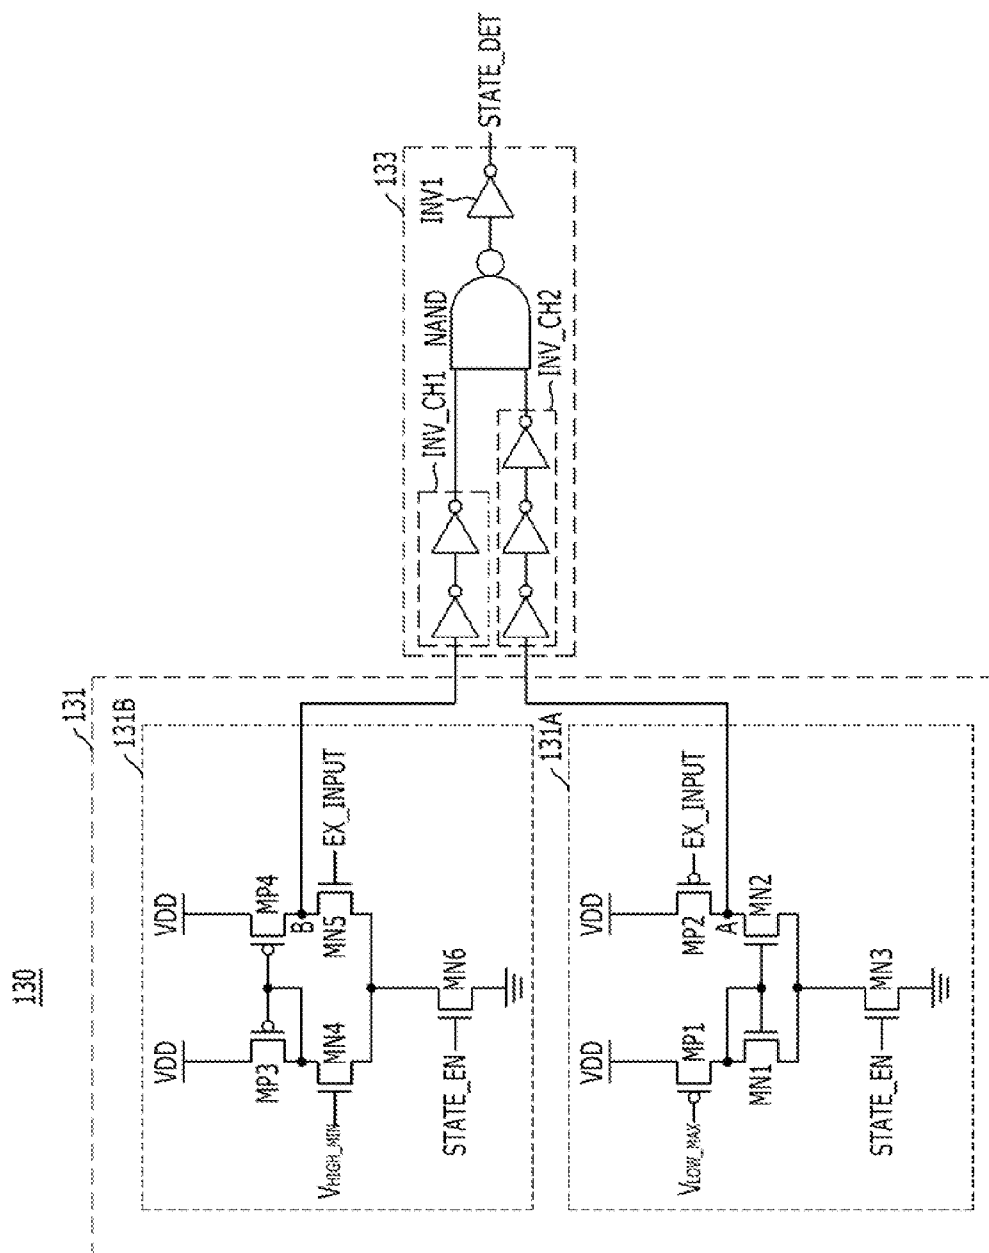 130
131
131B
VDD
VDD
MP3
MP4
B
VHIGH_MIN
MN4
MN5
EX_INPUT
STATE_EN
MN6
131A
VDD
VDD
VLOW_MAX
MP1
MP2
EX_INPUT
A
MN1
MN2
STATE_EN
MN3
133
INV_CH1
NAND
INV1
STATE_DET
INV_CH2